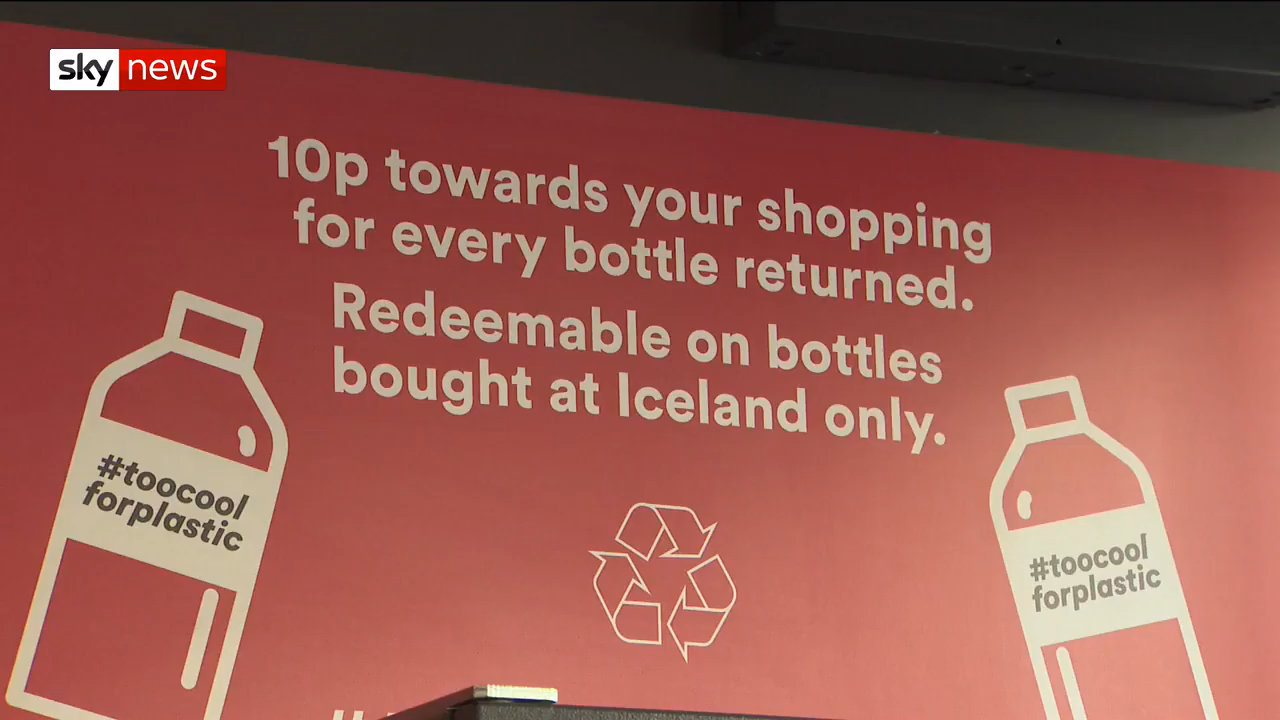 sky news
10p towards your shopping
for every bottle returned.
Redeemable on bottles
bought at Iceland only.
#toocool
forplastic
#toocool
forplastic